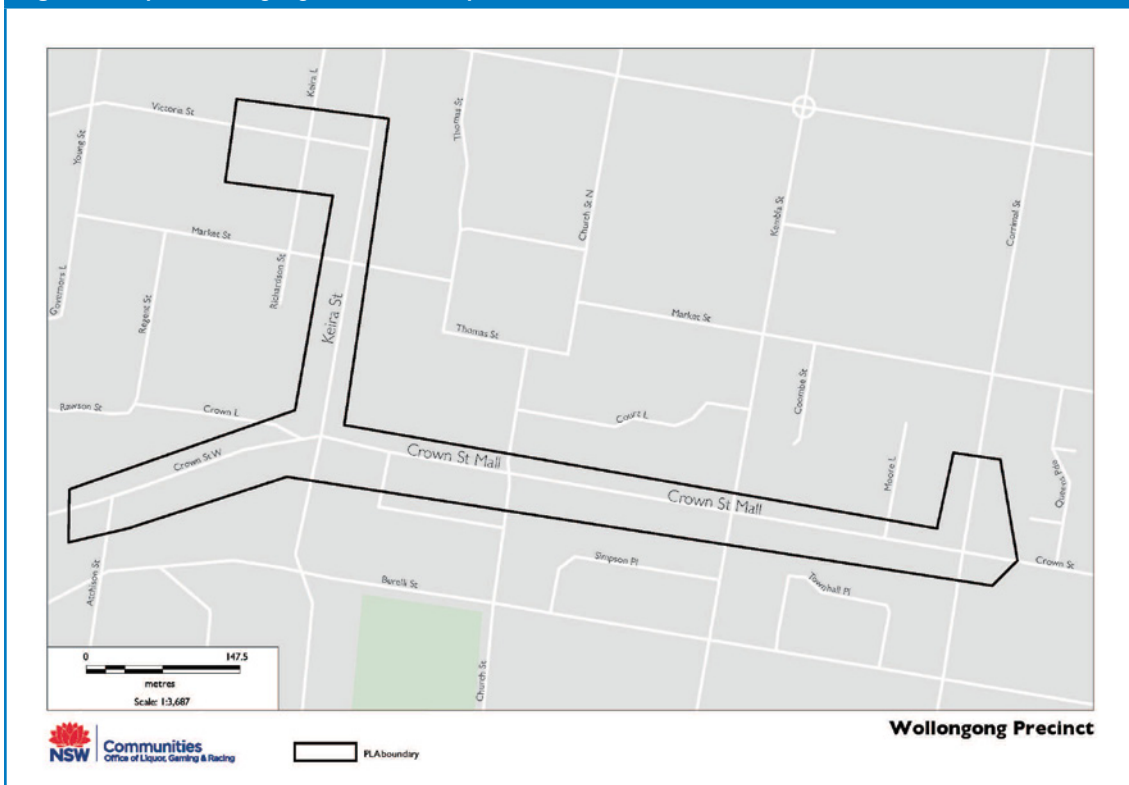 Victoria St
Keira L
Thomas St
Young St
Church St N
Kembla St
Corrimal St
Market St
Governors L
Regent St
Richardson St
Keira St
Thomas St
Market St
Coombe St
Rawson St
Crown L
Court L
Crown St W
Crown St Mall
Crown St Mall
Moore L
Queens Pde
Crown St
Atchison St
Burelli St
Simpson Pl
Townhall Pl
Church St
0 147.5
metres
Scale: 1:3,687
Wollongong Precinct
NSW
Communities
Office of Liquor, Gaming & Racing
PLAboundary